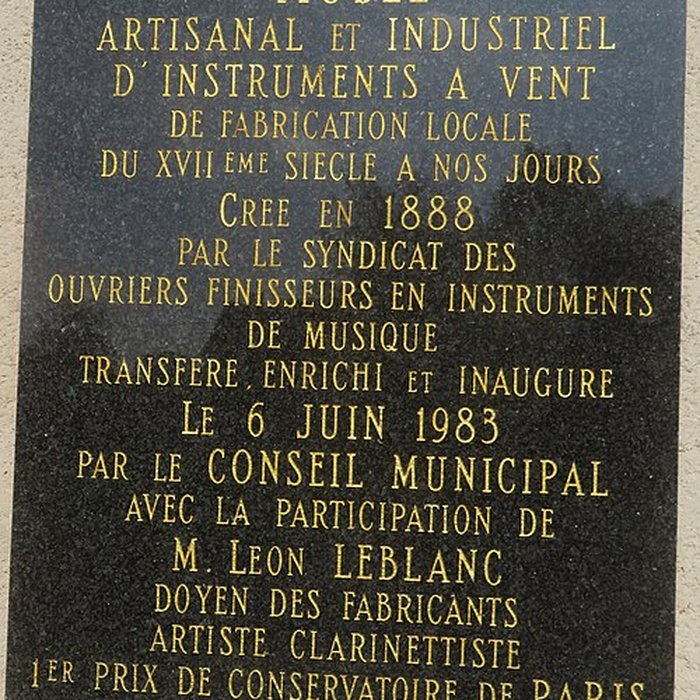 MUSEE
ARTISANAL ET INDUSTRIEL
D'INSTRUMENTS A VENT
DE FABRICATION LOCALE
DU XVII EME SIECLE A NOS JOURS
CREE EN 1888
PAR LE SYNDICAT DES
OUVRIERS FINISSEURS EN INSTRUMENTS
DE MUSIQUE
TRANSFERE, ENRICHI ET INAUGURE
LE 6 JUIN 1983
PAR LE CONSEIL MUNICIPAL
AVEC LA PARTICIPATION DE
M. LEON LEBLANC
DOYEN DES FABRICANTS
ARTISTE CLARINETTISTE
1ER PRIX DE CONSERVATOIRE DE PARIS